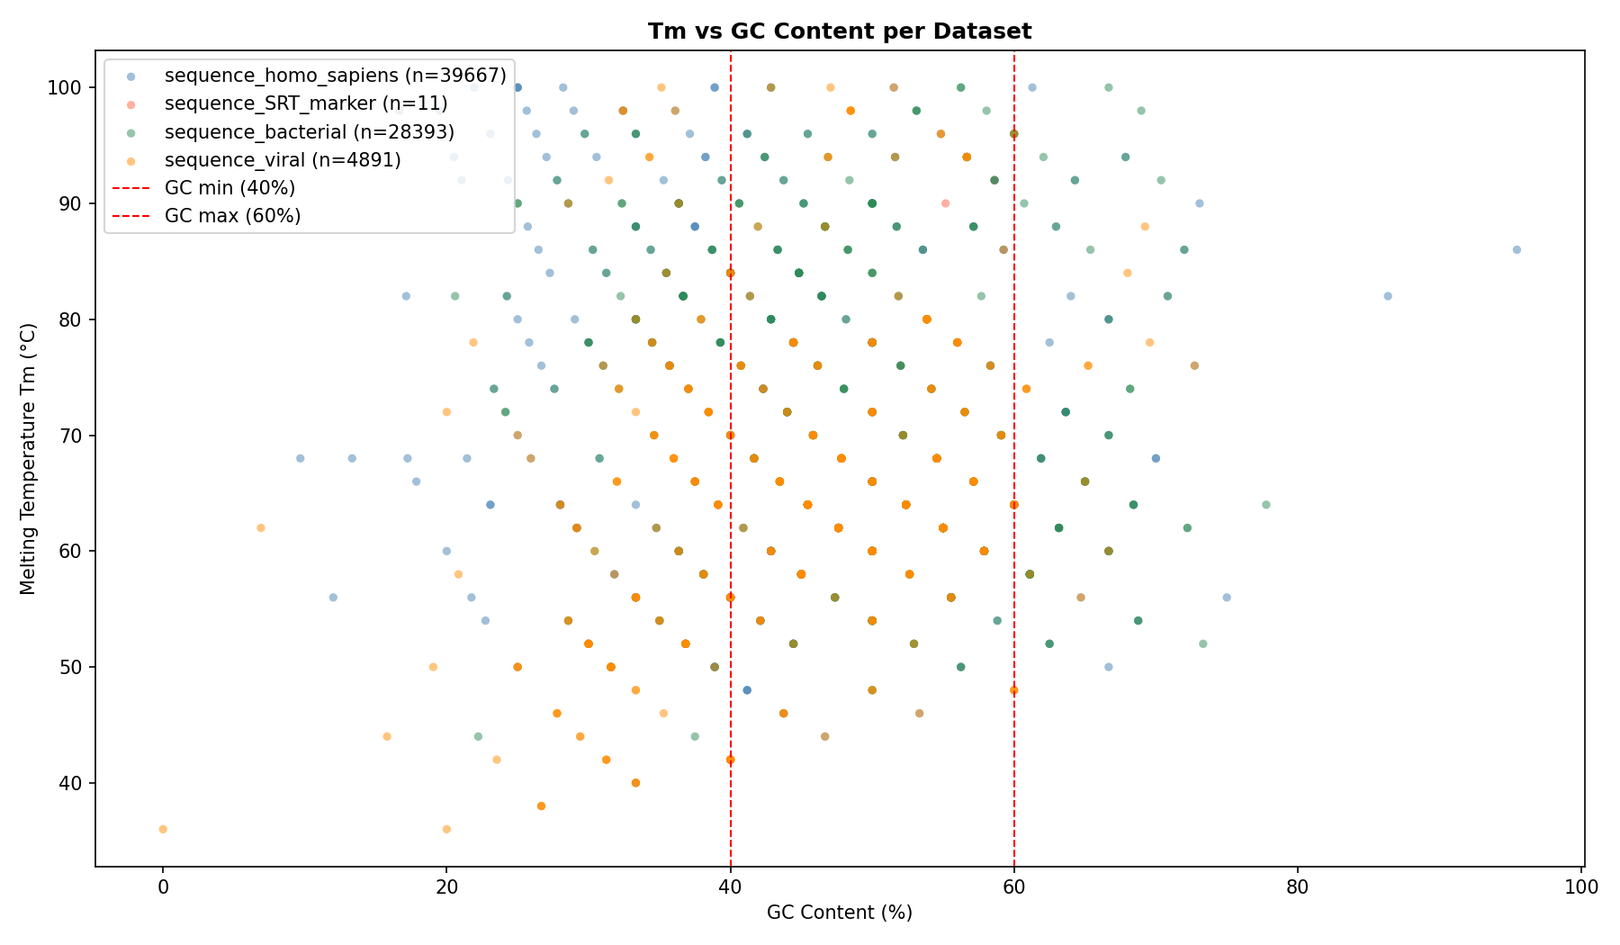 Tm vs GC Content per Dataset
sequence_homo_sapiens (n=39667)
sequence_SRT_marker (n=11)
sequence_bacterial (n=28393)
sequence_viral (n=4891)
GC min (40%)
GC max (60%)
Melting Temperature Tm (°C)
100
90
80
70
60
50
40
0 20 40 60 80 100
GC Content (%)